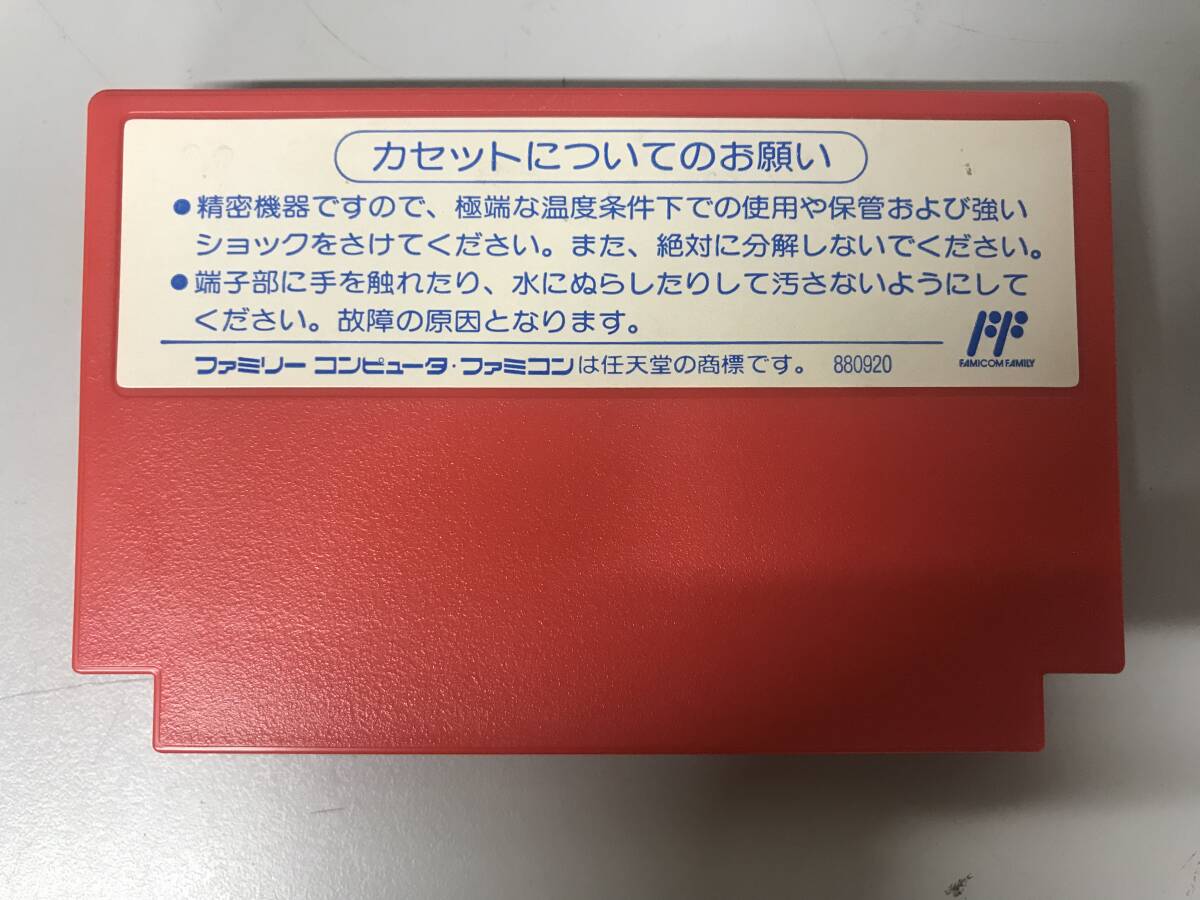 カセットについてのお願い
●精密機器ですので、極端な温度条件下での使用や保管および強い
ショックをさけてください。また、絶対に分解しないでください。
●端子部に手を触れたり、水にぬらしたりして汚さないようにして
ください。故障の原因となります。
ファミリー コンピュータ・ファミコンは任天堂の商標です。 880920
FAMICOM FAMILY